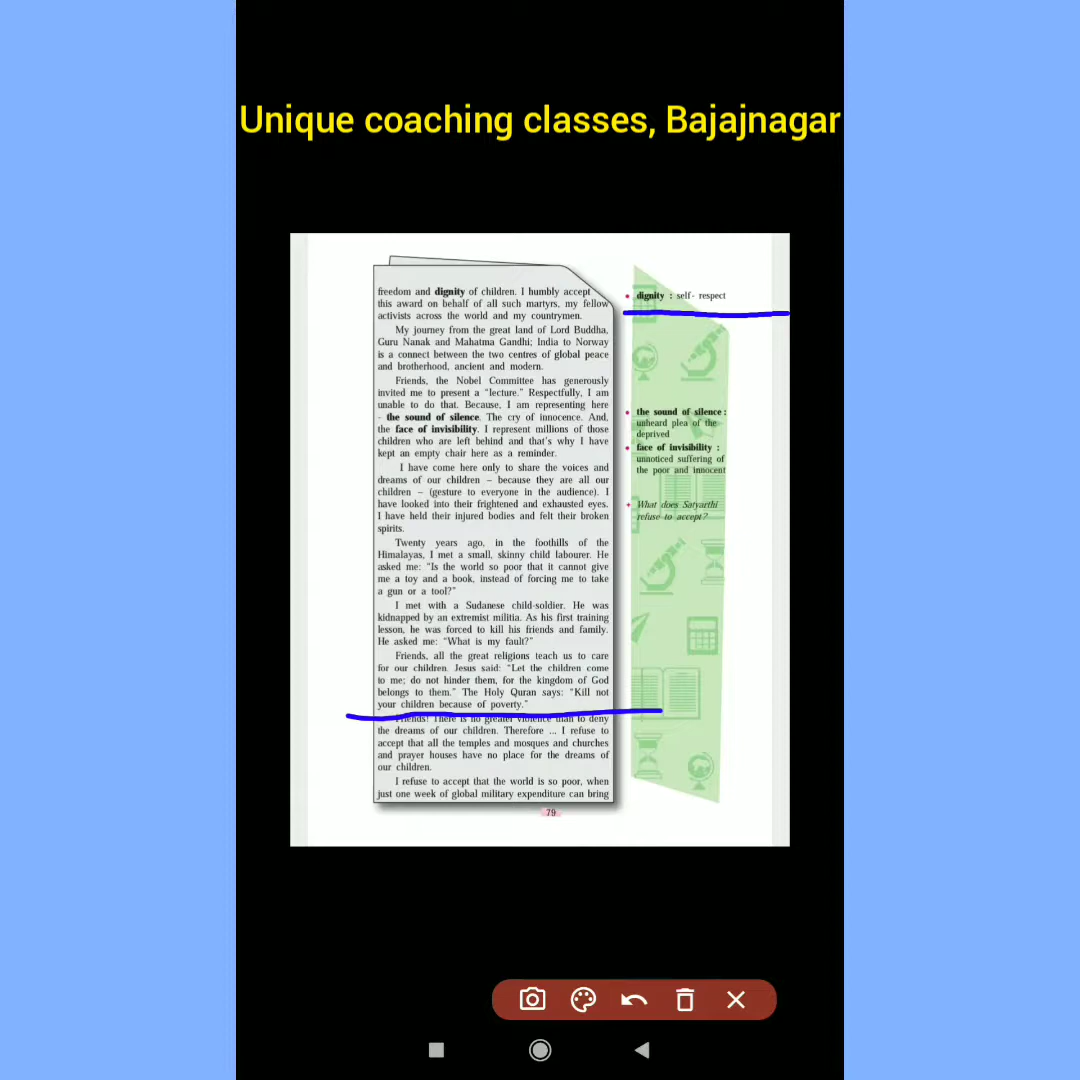 Unique coaching classes, Bajajnagar
freedom and dignity of children. I humbly accept
this award on behalf of all such martyrs, my fellow
activists across the world and my countrymen.
My journey from the great land of Lord Buddha,
Guru Nanak and Mahatma Gandhi; India to Norway
is a connect between the two centres of global peace
and brotherhood, ancient and modern.
Friends, the Nobel Committee has generously
invited me to present a “lecture.” Respectfully, I am
unable to do that. Because, I am representing here
- the sound of silence. The cry of innocence. And,
the face of invisibility. I represent millions of those
children who are left behind and that’s why I have
kept an empty chair here as a reminder.
I have come here only to share the voices and
dreams of our children – because they are all our
children – (gesture to everyone in the audience). I
have looked into their frightened and exhausted eyes.
I have held their injured bodies and felt their broken
spirits.
Twenty years ago, in the foothills of the
Himalayas, I met a small, skinny child labourer. He
asked me: “Is the world so poor that it cannot give
me a toy and a book, instead of forcing me to take
a gun or a tool?”
I met with a Sudanese child-soldier. He was
kidnapped by an extremist militia. As his first training
lesson, he was forced to kill his friends and family.
He asked me: “What is my fault?”
Friends, all the great religions teach us to care
for our children. Jesus said: “Let the children come
to me; do not hinder them, for the kingdom of God
belongs to them.” The Holy Quran says: “Kill not
your children because of poverty.”
Friends! There is no greater violence than to deny
the dreams of our children. Therefore ... I refuse to
accept that all the temples and mosques and churches
and prayer houses have no place for the dreams of
our children.
I refuse to accept that the world is so poor, when
just one week of global military expenditure can bring
dignity : self- respect
the sound of silence :
unheard plea of the
deprived
face of invisibility :
unnoticed suffering of
the poor and innocent
What does Satyarthi
refuse to accept?
79